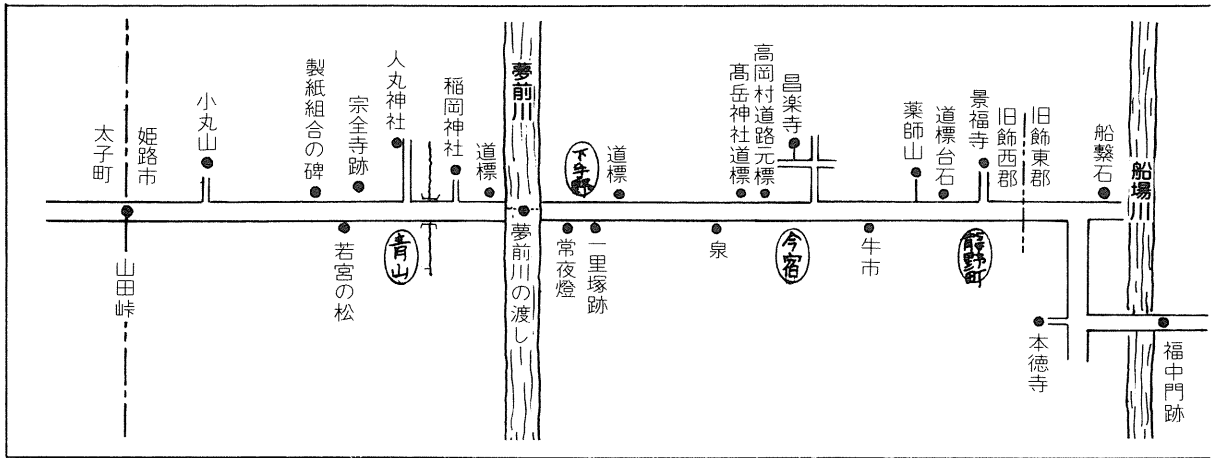 太子町
姫路市
小丸山
製紙組合の碑
宗全寺跡
人丸神社
稲岡神社
道標
夢前川
下手野
道標
髙岳神社道標
高岡村道路元標
昌楽寺
薬師山
道標台石
景福寺
旧飾西郡
旧飾東郡
船繫石
船場川
山田峠
若宮の松
青山
夢前川の渡し
常夜燈
一里塚跡
泉
今宿
牛市
龍野町
本徳寺
福中門跡